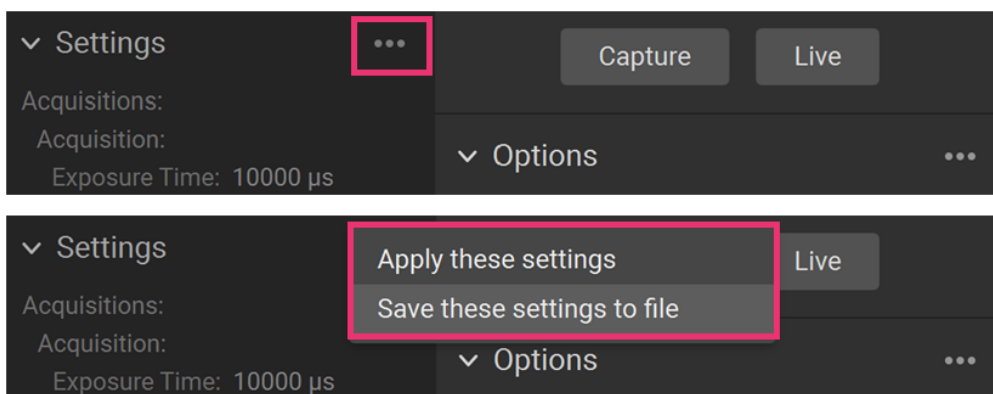 Settings
•••
Capture
Live
Acquisitions:
Acquisition:
Exposure Time: 10000 µs
Options
•••
Settings
Apply these settings
Save these settings to file
Live
Acquisitions:
Acquisition:
Exposure Time: 10000 µs
Options
•••